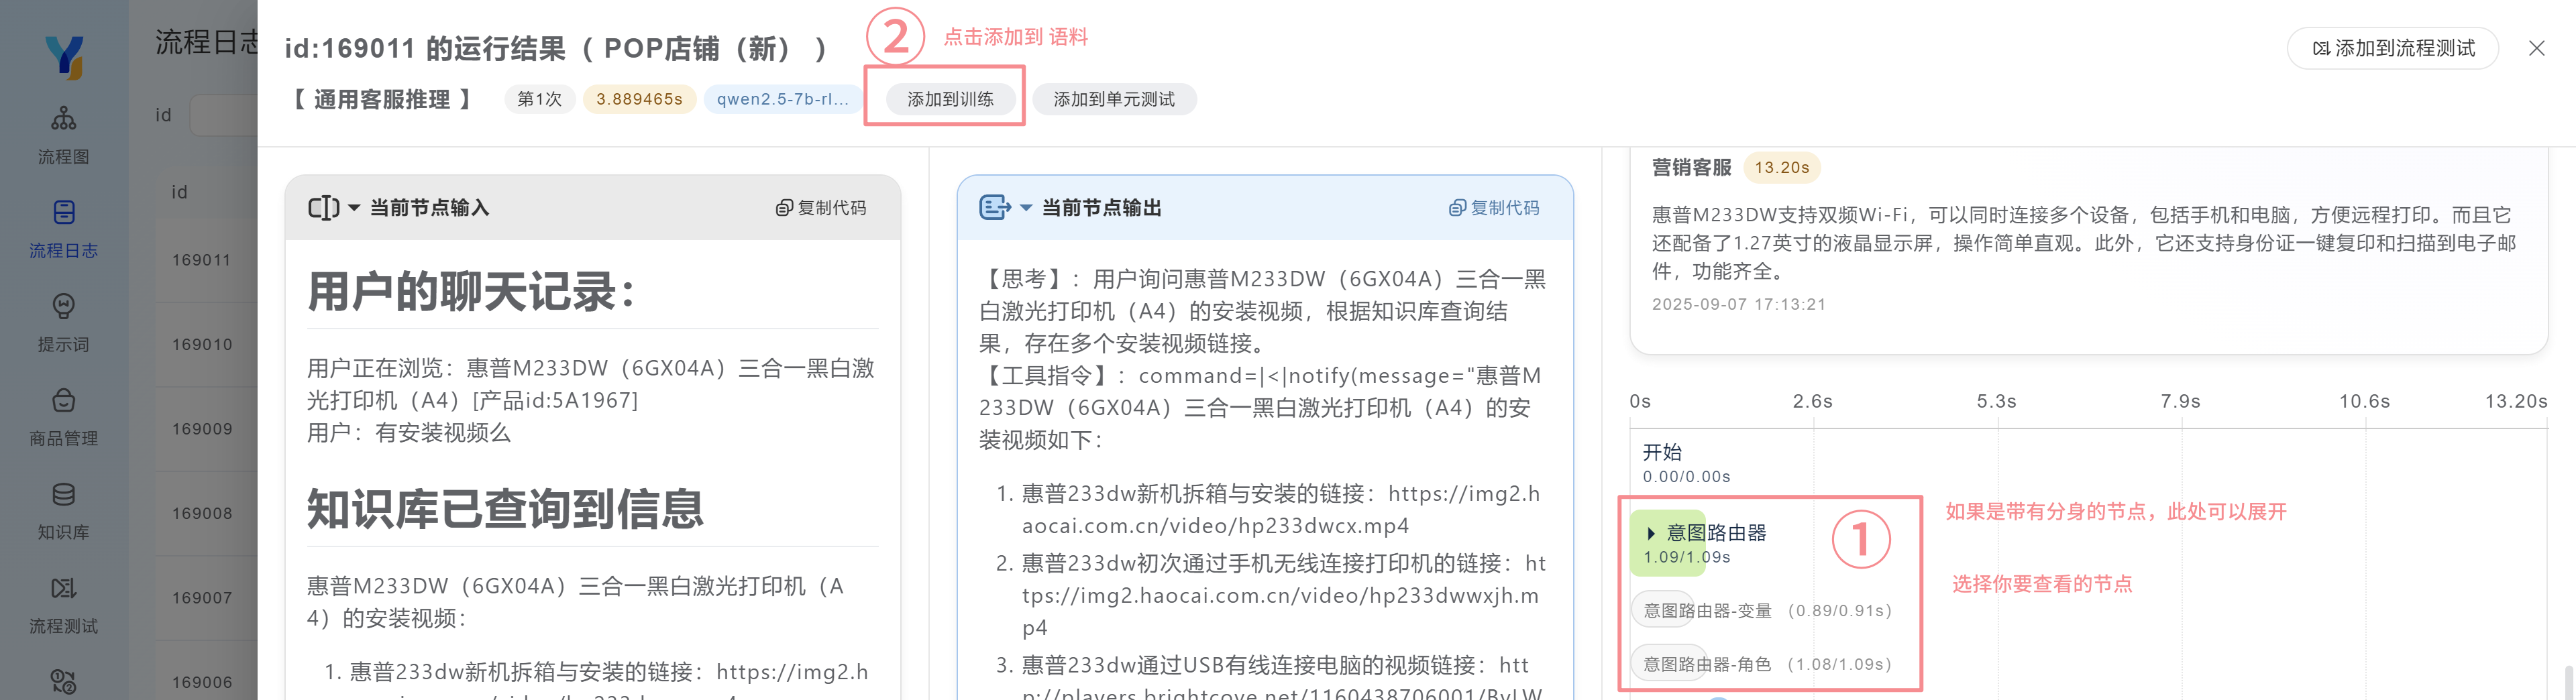 流程图
流程日志
提示词
商品管理
知识库
流程测试
流程日志
id
id
169011
169010
169009
169008
169007
169006
id:169011 的运行结果（ POP店铺（新） ）
② 点击添加到 语料
添加到流程测试
【 通用客服推理 】 第1次 3.889465s qwen2.5-7b-rl... 添加到训练 添加到单元测试
当前节点输入 复制代码
用户的聊天记录：
用户正在浏览：惠普M233DW（6GX04A）三合一黑白激
光打印机（A4）[产品id:5A1967]
用户：有安装视频么
知识库已查询到信息
惠普M233DW（6GX04A）三合一黑白激光打印机（A
4）的安装视频：
1. 惠普233dw新机拆箱与安装的链接：https://img2.h
当前节点输出 复制代码
【思考】：用户询问惠普M233DW（6GX04A）三合一黑
白激光打印机（A4）的安装视频，根据知识库查询结
果，存在多个安装视频链接。
【工具指令】：command=|<|notify(message="惠普M
233DW（6GX04A）三合一黑白激光打印机（A4）的安
装视频如下：
1. 惠普233dw新机拆箱与安装的链接：https://img2.h
aocai.com.cn/video/hp233dwcx.mp4
2. 惠普233dw初次通过手机无线连接打印机的链接：ht
tps://img2.haocai.com.cn/video/hp233dwwxjh.m
p4
3. 惠普233dw通过USB有线连接电脑的视频链接：htt
p://players.brightcove.net/1160438706001/ByLW
营销客服 13.20s
惠普M233DW支持双频Wi-Fi，可以同时连接多个设备，包括手机和电脑，方便远程打印。而且它
还配备了1.27英寸的液晶显示屏，操作简单直观。此外，它还支持身份证一键复印和扫描到电子邮
件，功能齐全。
2025-09-07 17:13:21
0s 2.6s 5.3s 7.9s 10.6s 13.20s
开始
0.00/0.00s
意图路由器
1.09/1.09s
①
如果是带有分身的节点，此处可以展开
选择你要查看的节点
意图路由器-变量 （0.89/0.91s）
意图路由器-角色 （1.08/1.09s）